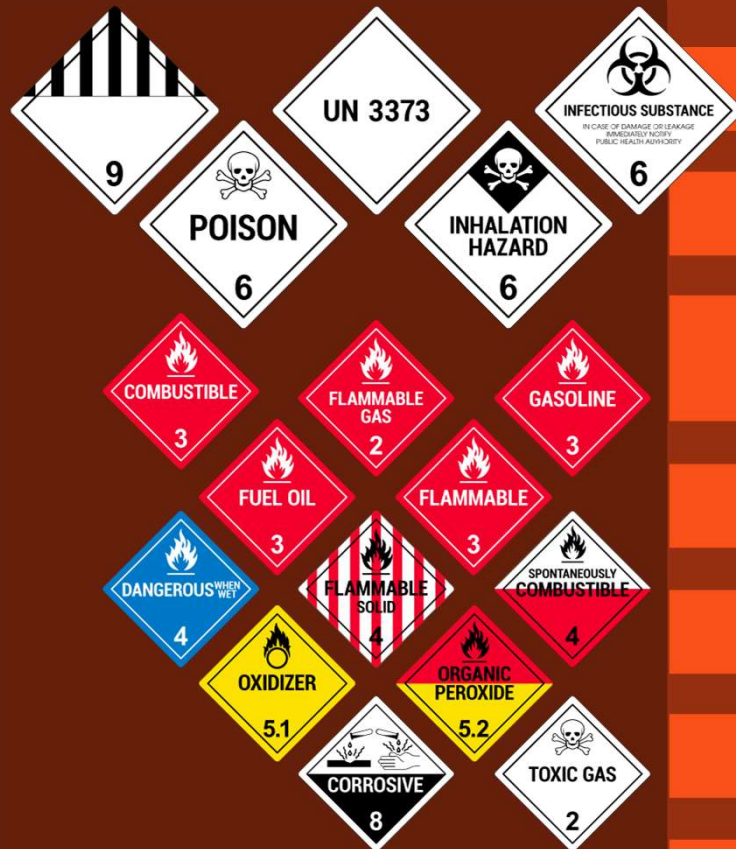 9
UN 3373
INFECTIOUS SUBSTANCE
IN CASE OF DAMAGE OR LEAKAGE
IMMEDIATELY NOTIFY
PUBLIC HEALTH AUYHORITY
6
POISON
6
INHALATION
HAZARD
6
COMBUSTIBLE
3
FLAMMABLE
GAS
2
GASOLINE
3
FUEL OIL
3
FLAMMABLE
3
DANGEROUS WHEN
WET
4
FLAMMABLE
SOLID
4
SPONTANEOUSLY
COMBUSTIBLE
4
OXIDIZER
5.1
ORGANIC
PEROXIDE
5.2
CORROSIVE
8
TOXIC GAS
2